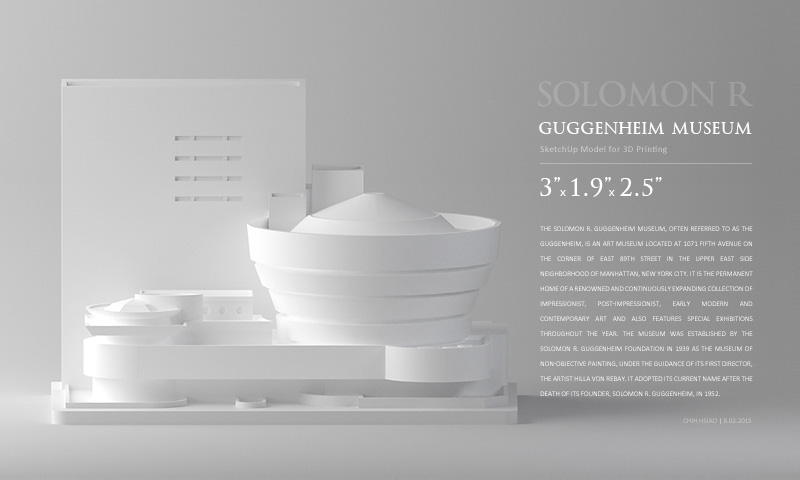 SOLOMON R
GUGGENHEIM MUSEUM
SketchUp Model for 3D Printing
3”x1.9”x2.5”
THE SOLOMON R. GUGGENHEIM MUSEUM, OFTEN REFERRED TO AS THE
GUGGENHEIM, IS AN ART MUSEUM LOCATED AT 1071 FIFTH AVENUE ON
THE CORNER OF EAST 89TH STREET IN THE UPPER EAST SIDE
NEIGHBORHOOD OF MANHATTAN, NEW YORK CITY. IT IS THE PERMANENT
HOME OF A RENOWNED AND CONTINUOUSLY EXPANDING COLLECTION OF
IMPRESSIONIST, POST-IMPRESSIONIST, EARLY MODERN AND
CONTEMPORARY ART AND ALSO FEATURES SPECIAL EXHIBITIONS
THROUGHOUT THE YEAR. THE MUSEUM WAS ESTABLISHED BY THE
SOLOMON R. GUGGENHEIM FOUNDATION IN 1939 AS THE MUSEUM OF
NON-OBJECTIVE PAINTING, UNDER THE GUIDANCE OF ITS FIRST DIRECTOR,
THE ARTIST HILLA VON REBAY. IT ADOPTED ITS CURRENT NAME AFTER THE
DEATH OF ITS FOUNDER, SOLOMON R. GUGGENHEIM, IN 1952.
CHIH HSIAO | 8.02.2015